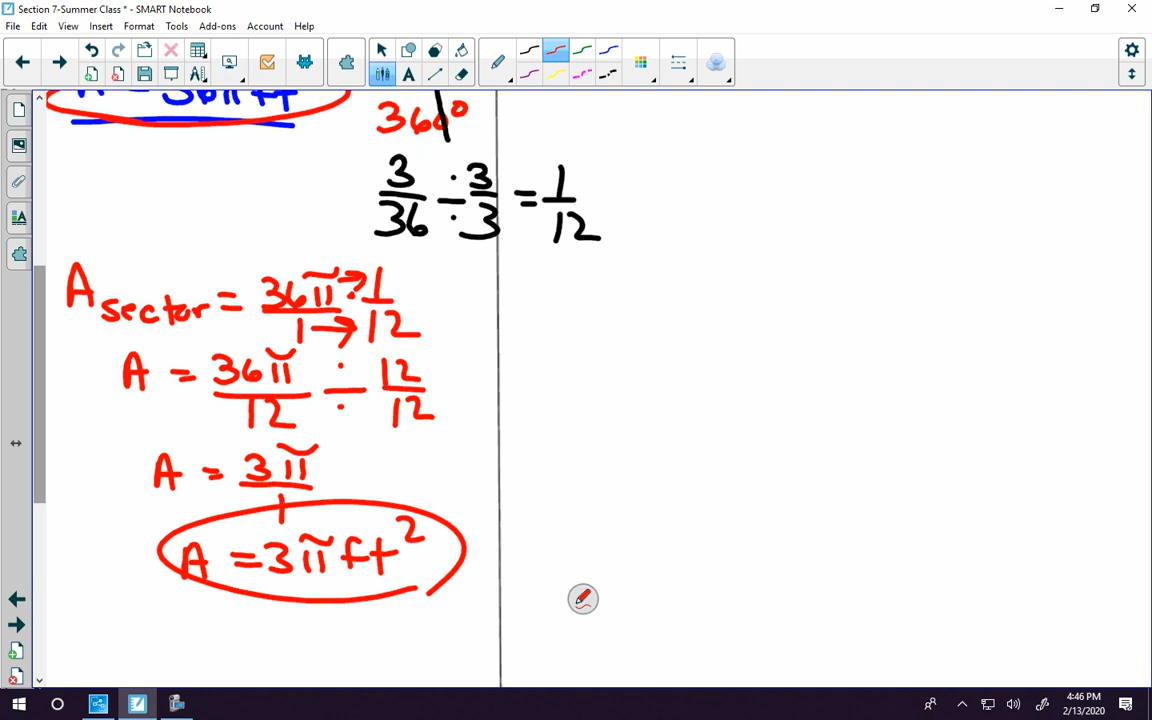 Section 7-Summer Class * - SMART Notebook
File Edit View Insert Format Tools Add-ons Account Help
A = 36π ft
360°
3/36 ÷ 3/3 = 1/12
A sector = 36π/1 · 1/12
A = 36π/12 ÷ 12/12
A = 3π/1
A = 3π ft²
4:46 PM
2/13/2020